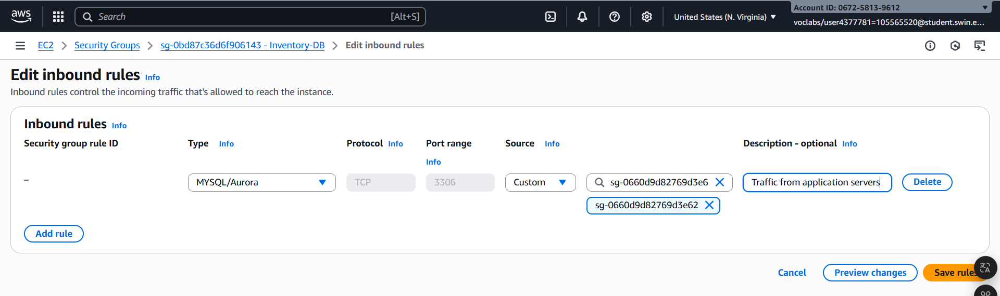 aws
Search
[Alt+S]
United States (N. Virginia)
Account ID: 0672-5813-9612
voclabs/user4377781=105565520@student.swin.e...
EC2 > Security Groups > sg-0bd87c36d6f906143 - Inventory-DB > Edit inbound rules
Edit inbound rules Info
Inbound rules control the incoming traffic that's allowed to reach the instance.
Inbound rules Info
Security group rule ID Type Info Protocol Info Port range Source Info Description - optional Info
Info
– MYSQL/Aurora TCP 3306 Custom sg-0660d9d82769d3e6 Traffic from application servers Delete
sg-0660d9d82769d3e62
Add rule
Cancel Preview changes Save rules